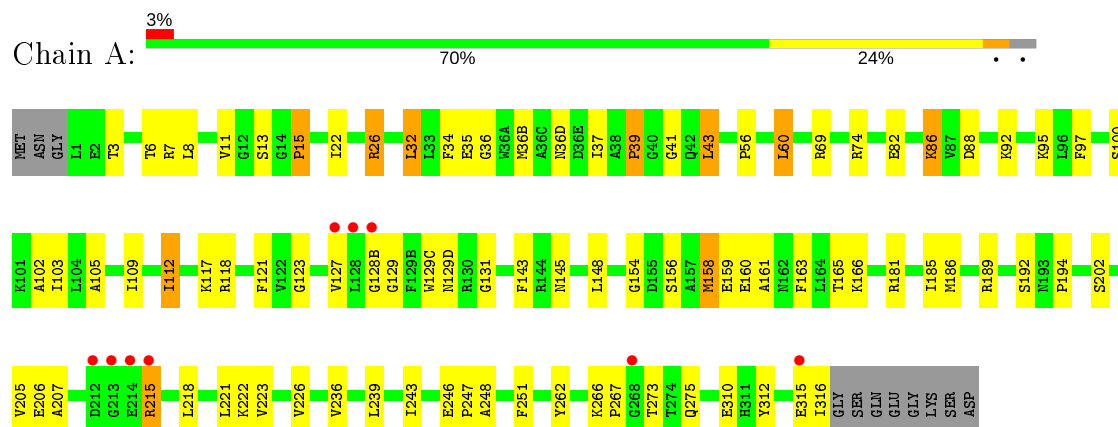 3%
Chain A:
70% 24% • •
MET ASN GLY L1 E2 T3 T6 R7 L8 V11 G12 S13 G14 P15 I22 R26 L32 L33 F34 E35 G36 W36A M36B A36C N36D D36E I37 A38 P39 G40 G41 Q42 L43 P56 L60 R69 R74 E82 K86 V87 D88 K92 K95 L96 F97 S100
K101 A102 I103 L104 A105 I109 I112 K117 R118 F121 V122 G123 V127 L128 G128B G129 F129B W129C N129D R130 G131 F143 R144 N145 L148 G154 D155 S156 A157 M158 E159 E160 A161 N162 F163 L164 T165 K166 R181 I185 M186 R189 S192 N193 P194 S202
V205 E206 A207 D212 G213 E214 R215 L218 L221 K222 V223 V226 V236 L239 I243 E246 P247 A248 F251 Y262 K266 P267 G268 T273 T274 Q275 E310 H311 Y312 E315 I316 GLY SER GLN GLU GLY LYS SER ASP